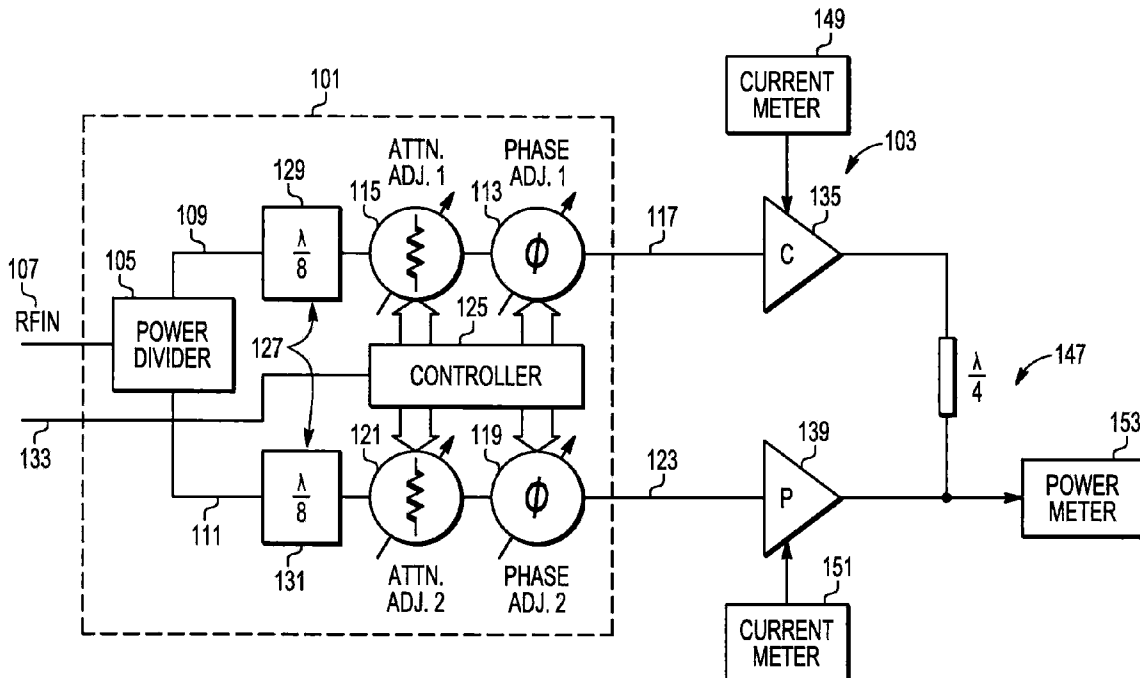 149
CURRENT
METER
101
103
ATTN.
ADJ. 1
PHASE
ADJ. 1
129
115
113
135
λ/8
ϕ
117
C
109
107
RFIN
105
POWER
DIVIDER
125
127
CONTROLLER
λ/4
147
133
121
119
139
153
λ/8
ϕ
123
P
POWER
METER
111
131
ATTN.
ADJ. 2
PHASE
ADJ. 2
151
CURRENT
METER